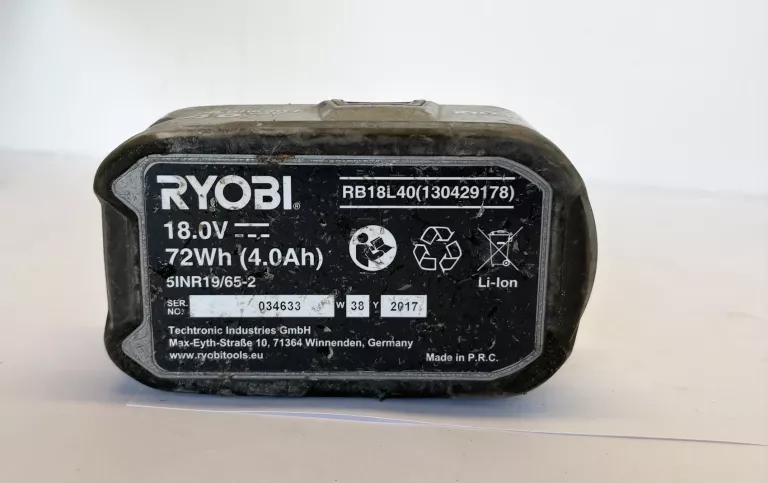 RYOBI®
RB18L40(130429178)
18.0V
72Wh (4.0Ah)
5INR19/65-2
Li-Ion
SER. NO: 034633 W 38 Y 2017
Techtronic Industries GmbH
Max-Eyth-Straße 10, 71364 Winnenden, Germany
www.ryobitools.eu
Made in P.R.C.